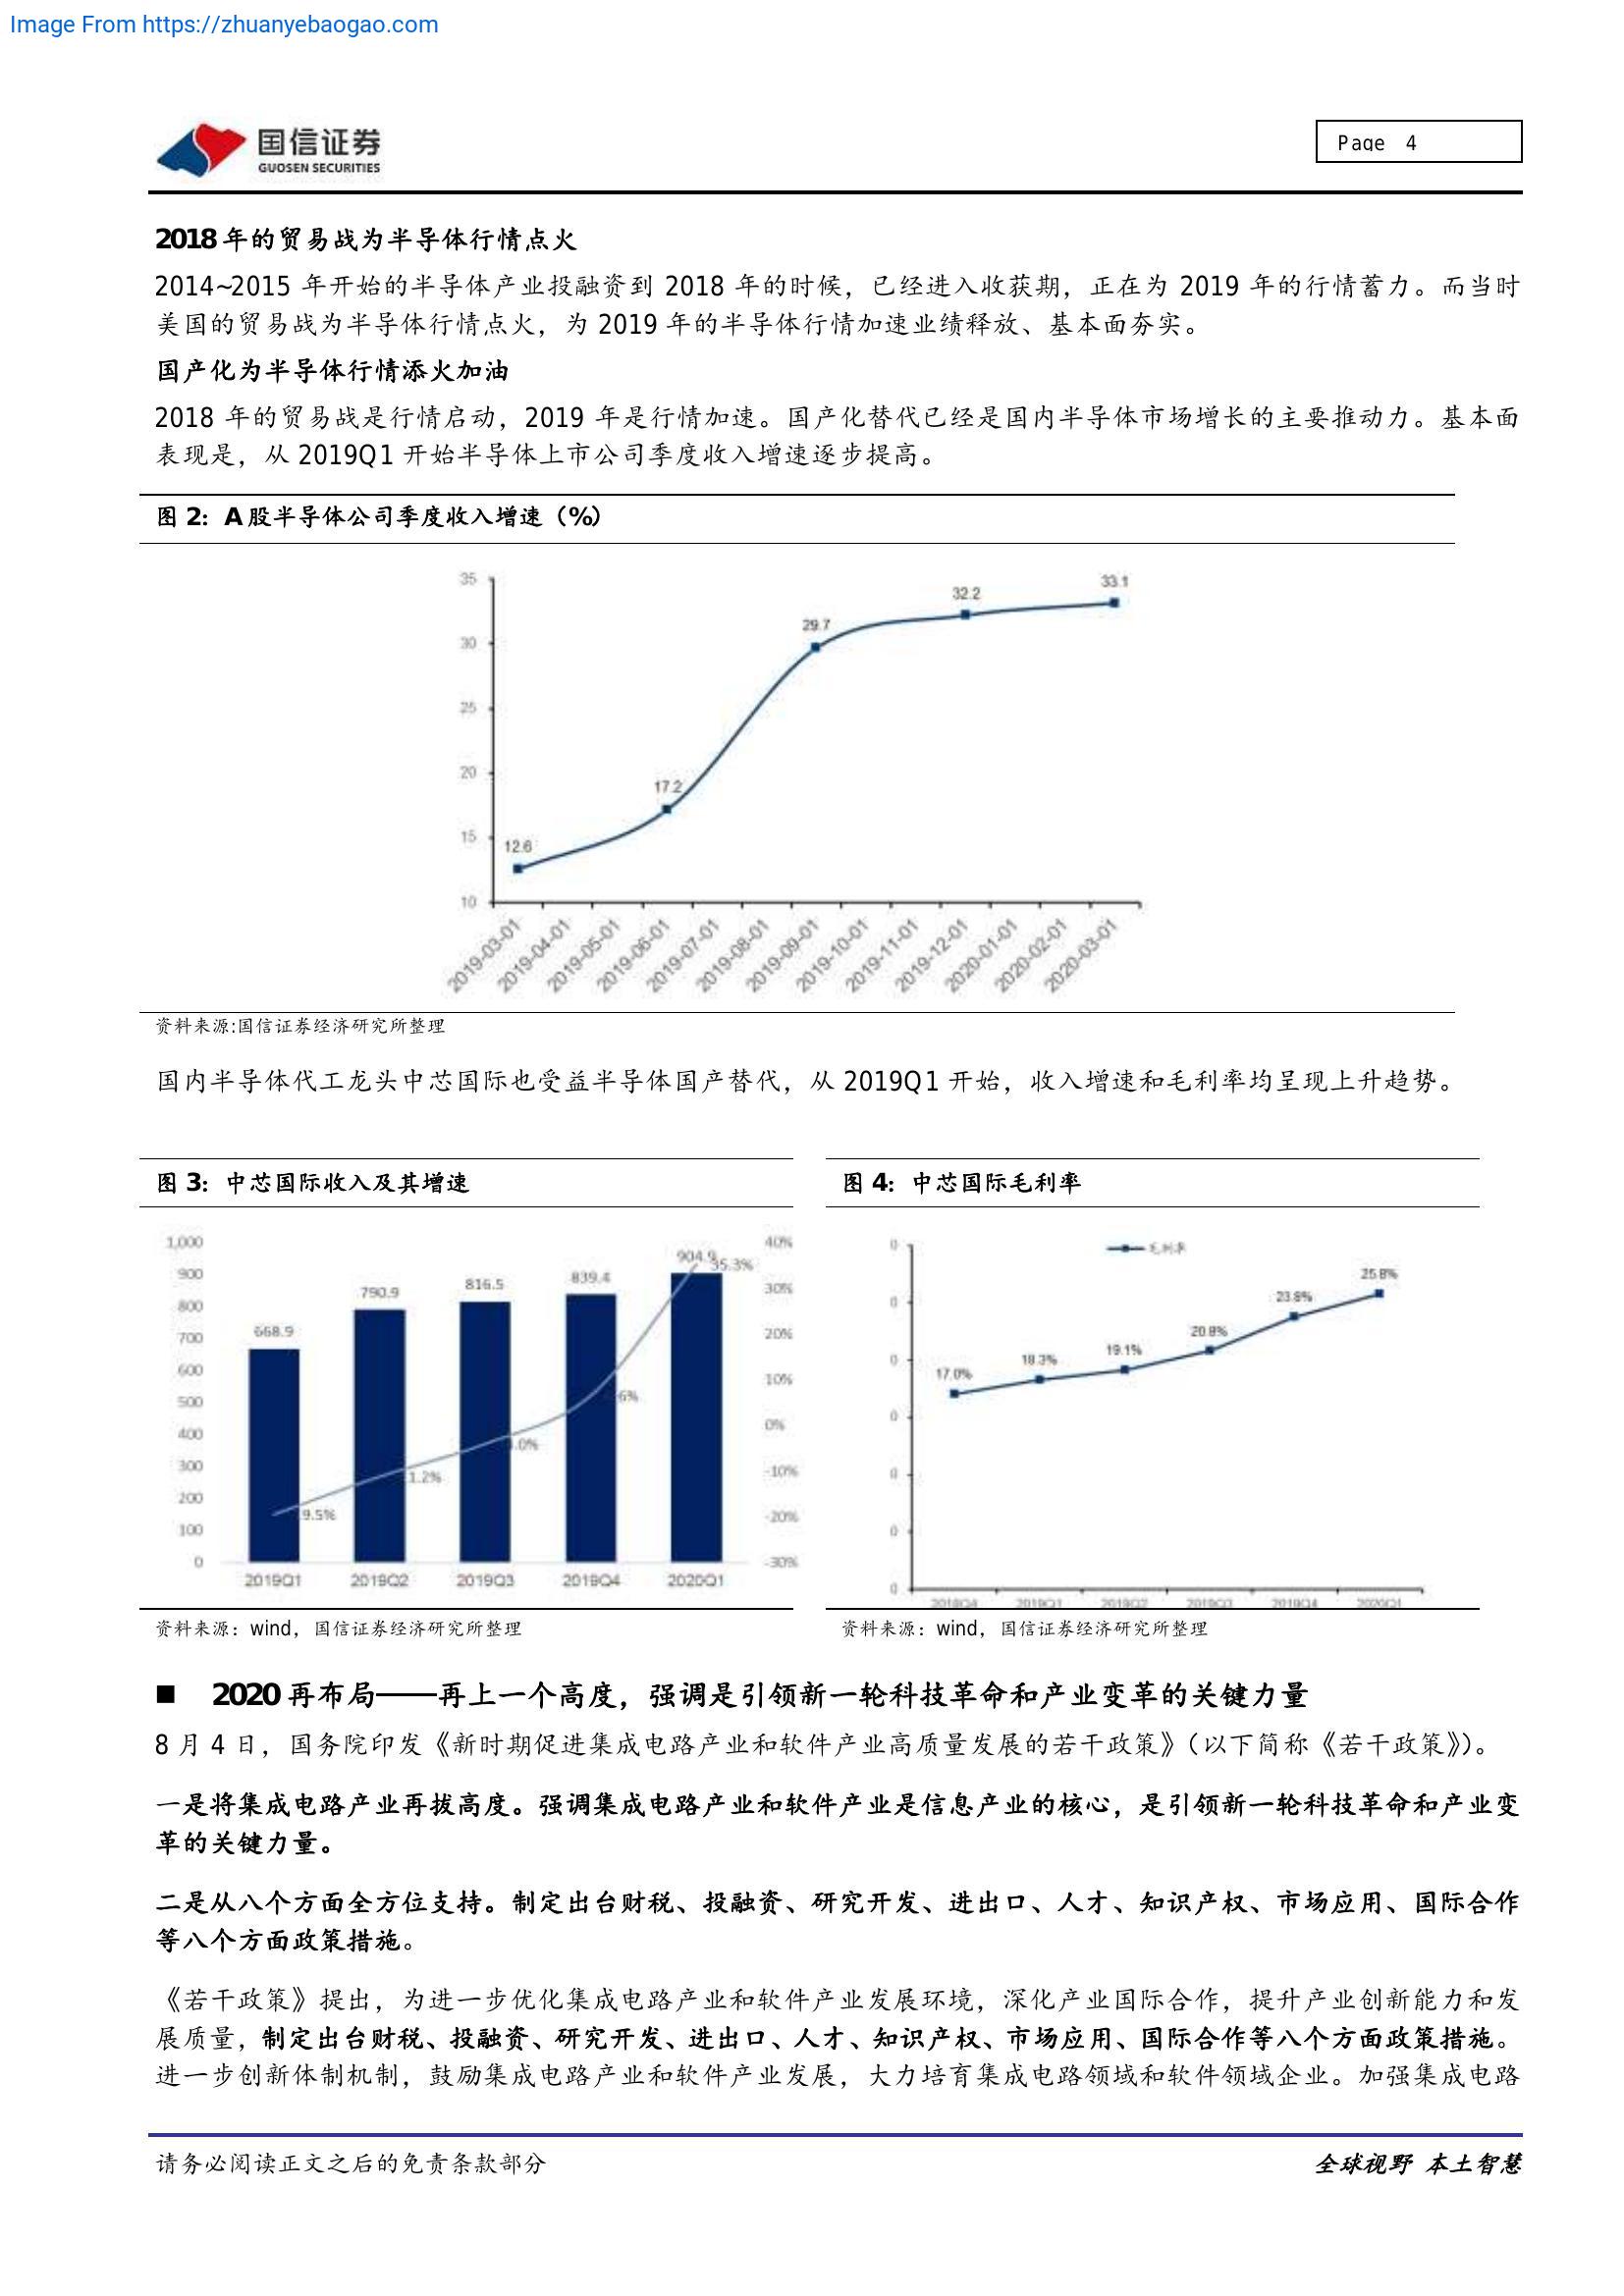 Image From https://zhuanyebaogao.com
国信证券
GUOSEN SECURITIES
Page 4
2018 年的贸易战为半导体行情点火
2014~2015 年开始的半导体产业投融资到 2018 年的时候，已经进入收获期，正在为 2019 年的行情蓄力。而当时
美国的贸易战为半导体行情点火，为 2019 年的半导体行情加速业绩释放、基本面夯实。
国产化为半导体行情添火加油
2018 年的贸易战是行情启动，2019 年是行情加速。国产化替代已经是国内半导体市场增长的主要推动力。基本面
表现是，从 2019Q1 开始半导体上市公司季度收入增速逐步提高。
图 2：A 股半导体公司季度收入增速（%）
35
30
25
20
15
10
12.6
17.2
29.7
32.2
33.1
2019-03-01
2019-04-01
2019-05-01
2019-06-01
2019-07-01
2019-08-01
2019-09-01
2019-10-01
2019-11-01
2019-12-01
2020-01-01
2020-02-01
2020-03-01
资料来源:国信证券经济研究所整理
国内半导体代工龙头中芯国际也受益半导体国产替代，从 2019Q1 开始，收入增速和毛利率均呈现上升趋势。
图 3：中芯国际收入及其增速
1,000
900
800
700
600
500
400
300
200
100
0
668.9
790.9
816.5
839.4
904.9
9.5%
1.2%
.0%
6%
35.3%
40%
30%
20%
10%
0%
-10%
-20%
-30%
2019Q1
2019Q2
2019Q3
2019Q4
2020Q1
资料来源：wind，国信证券经济研究所整理
图 4：中芯国际毛利率
毛利率
0
0
0
0
0
0
0
17.0%
18.3%
19.1%
20.8%
23.8%
25.8%
2018Q4
2019Q1
2019Q2
2019Q3
2019Q4
2020Q1
资料来源：wind，国信证券经济研究所整理
■ 2020 再布局——再上一个高度，强调是引领新一轮科技革命和产业变革的关键力量
8 月 4 日，国务院印发《新时期促进集成电路产业和软件产业高质量发展的若干政策》（以下简称《若干政策》）。
一是将集成电路产业再拔高度。强调集成电路产业和软件产业是信息产业的核心，是引领新一轮科技革命和产业变
革的关键力量。
二是从八个方面全方位支持。制定出台财税、投融资、研究开发、进出口、人才、知识产权、市场应用、国际合作
等八个方面政策措施。
《若干政策》提出，为进一步优化集成电路产业和软件产业发展环境，深化产业国际合作，提升产业创新能力和发
展质量，制定出台财税、投融资、研究开发、进出口、人才、知识产权、市场应用、国际合作等八个方面政策措施。
进一步创新体制机制，鼓励集成电路产业和软件产业发展，大力培育集成电路领域和软件领域企业。加强集成电路
请务必阅读正文之后的免责条款部分
全球视野 本土智慧